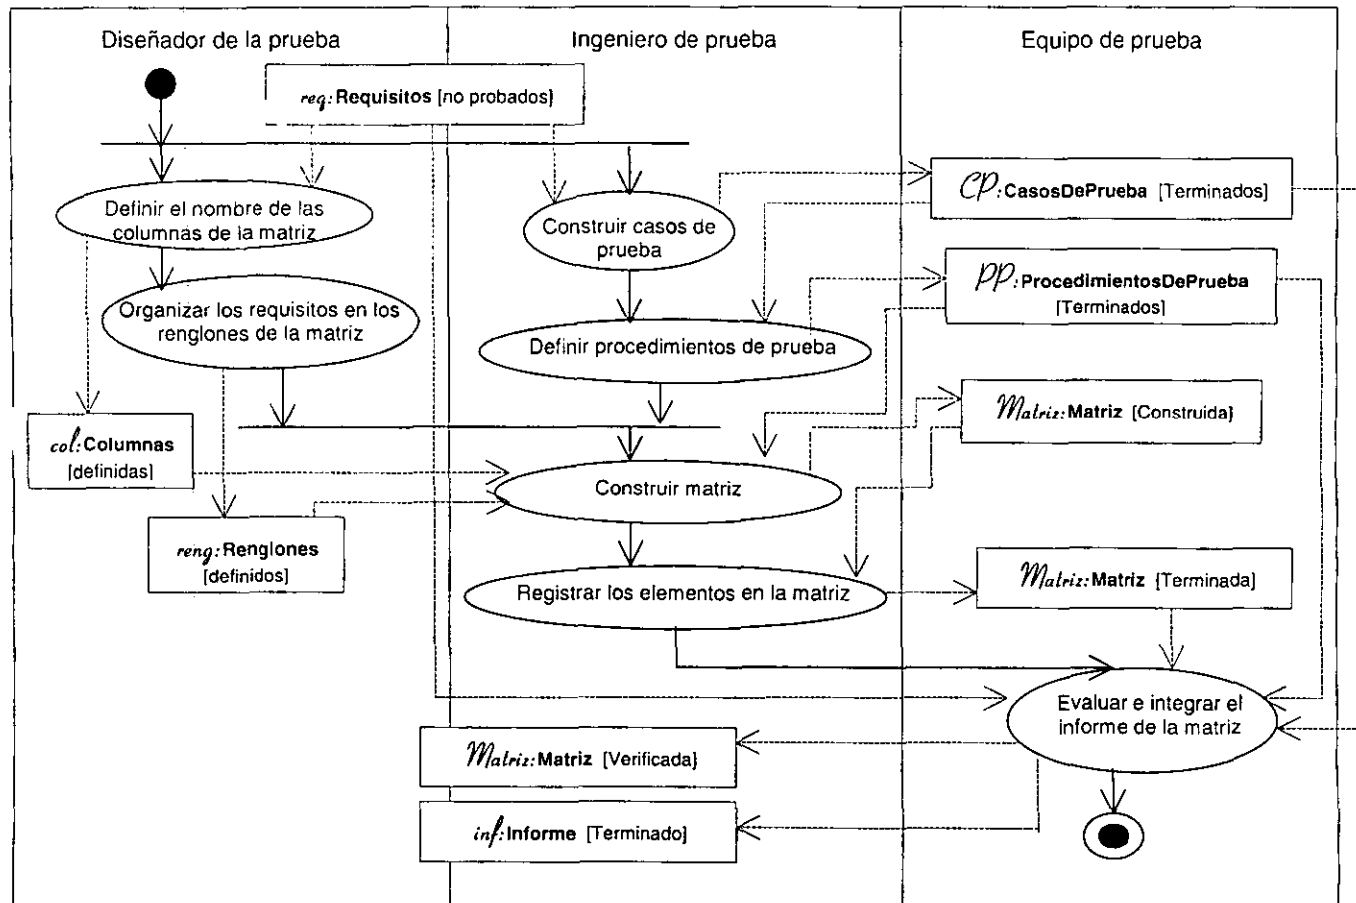 Diseñador de la prueba
Ingeniero de prueba
Equipo de prueba
req:Requisitos [no probados]
CP:CasosDePrueba [Terminados]
Definir el nombre de las
columnas de la matriz
Construir casos de
prueba
PP:ProcedimientosDePrueba
[Terminados]
Organizar los requisitos en los
renglones de la matriz
Definir procedimientos de prueba
Matriz:Matriz [Construida]
col:Columnas
[definidas]
Construir matriz
reng:Renglones
[definidos]
Registrar los elementos en la matriz
Matriz:Matriz [Terminada]
Evaluar e integrar el
informe de la matriz
Matriz:Matriz [Verificada]
inf:Informe [Terminado]